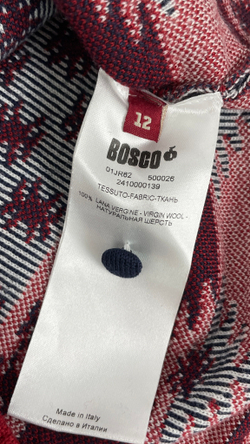 12
BOSCO
01JR62 500026
2410000139
TESSUTO-FABRIC-ТКАНЬ
100% LANA VERGINE - VIRGIN WOOL -
НАТУРАЛЬНАЯ ШЕРСТЬ
Made in Italy
Сделано в Италии